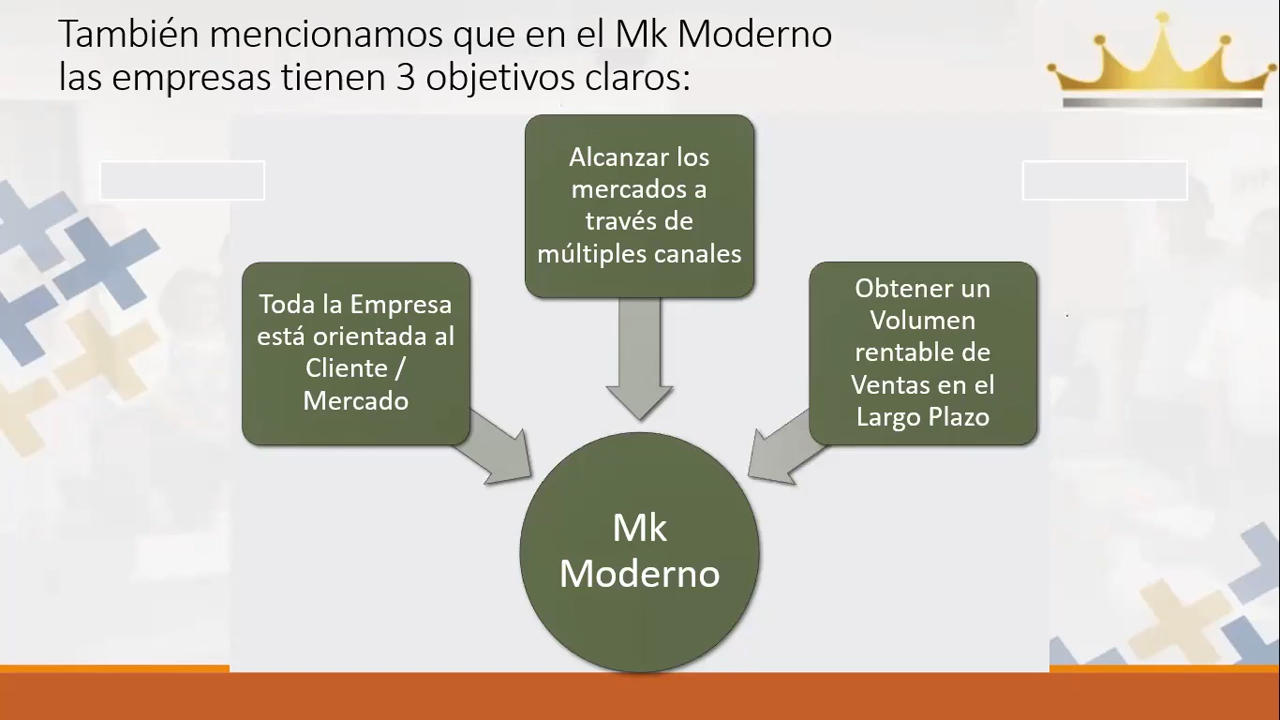 También mencionamos que en el Mk Moderno
las empresas tienen 3 objetivos claros:
Alcanzar los
mercados a
través de
múltiples canales
Toda la Empresa
está orientada al
Cliente /
Mercado
Obtener un
Volumen
rentable de
Ventas en el
Largo Plazo
Mk
Moderno